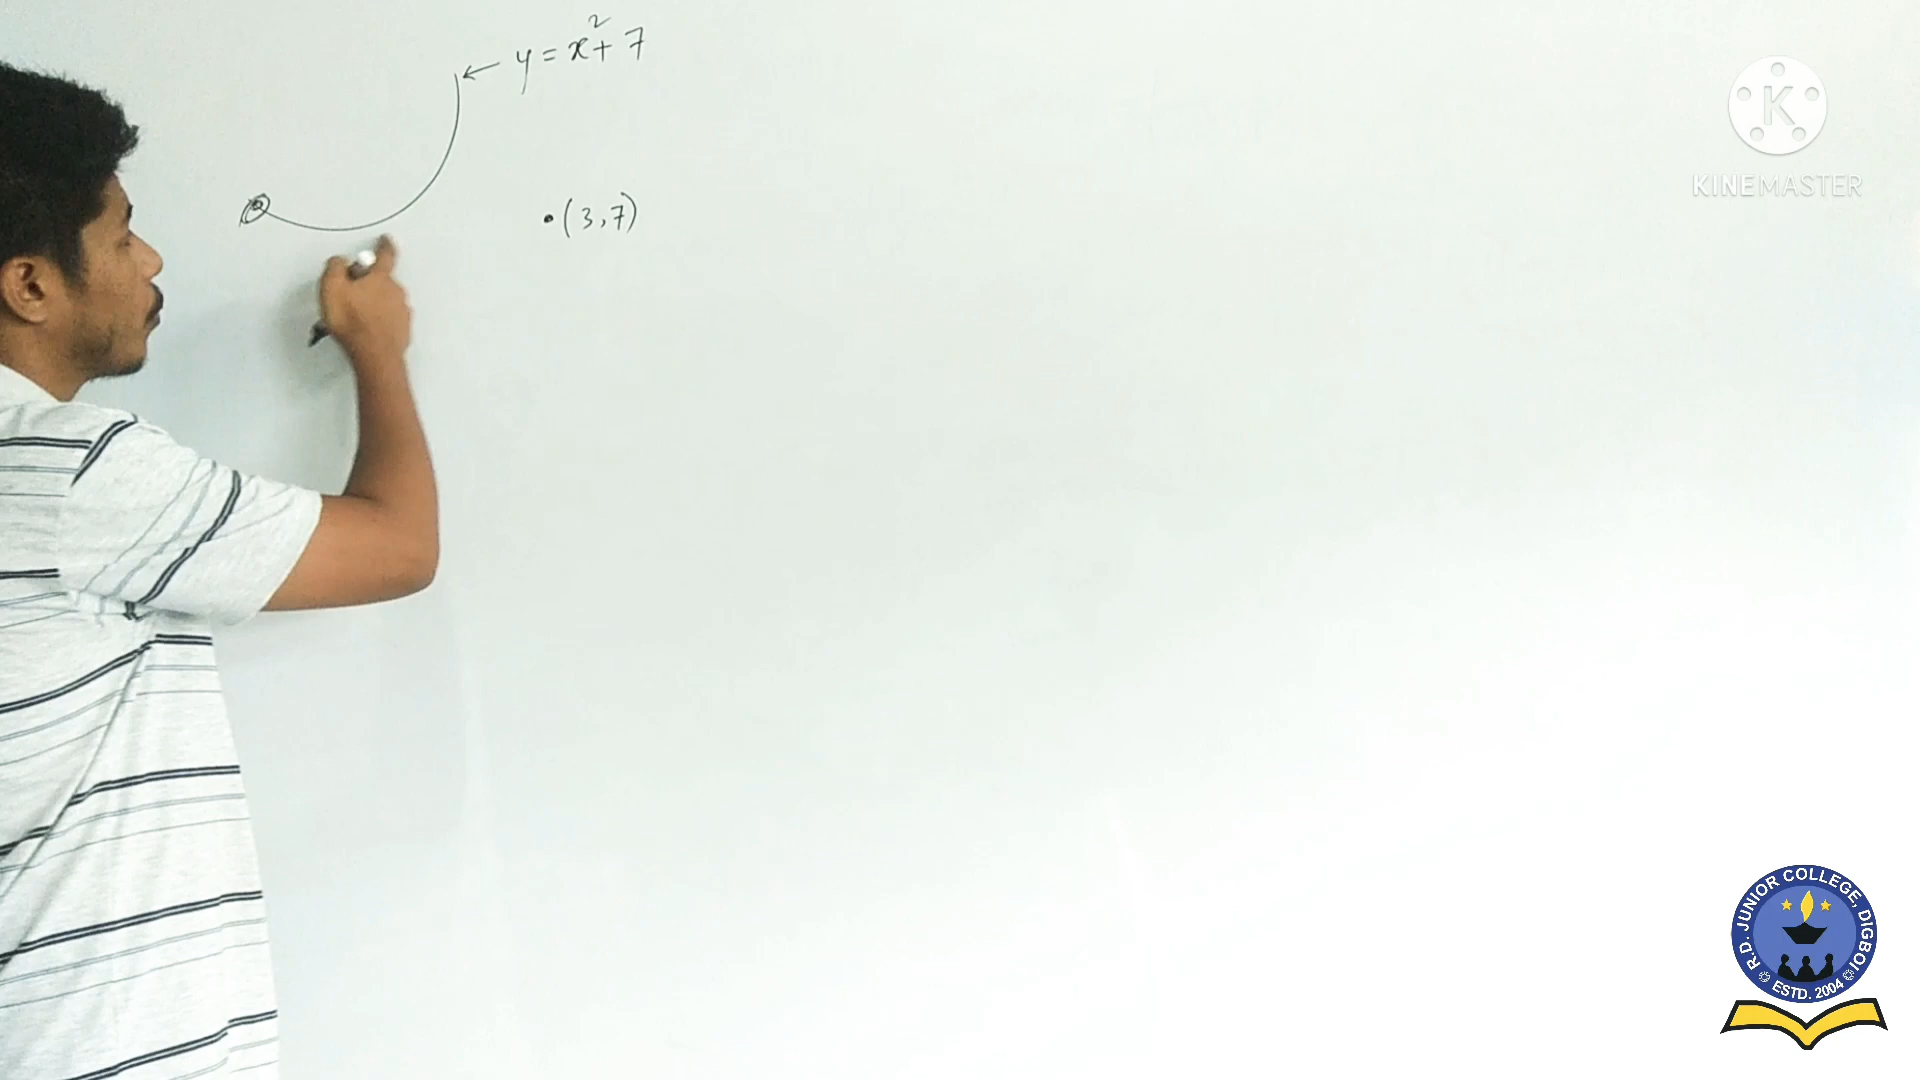 y = x² + 7
(3,7)
KINEMASTER
R.D. JUNIOR COLLEGE, DIGBOI
ESTD. 2004